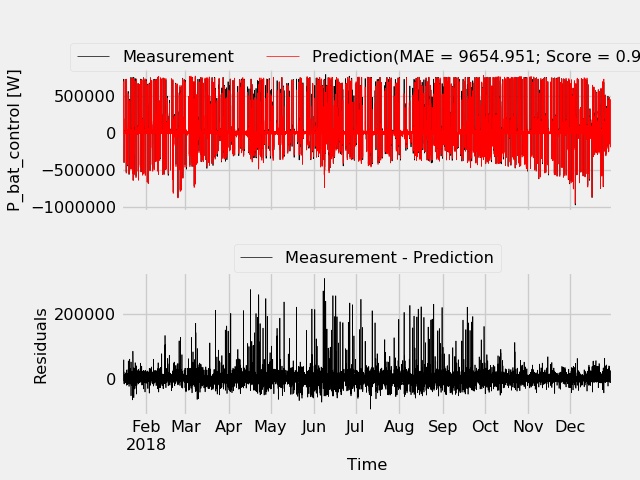 Measurement
Prediction(MAE = 9654.951; Score = 0.9
P_bat_control [W]
500000
0
−500000
−1000000
Measurement - Prediction
Residuals
200000
0
Feb Mar Apr May Jun Jul Aug Sep Oct Nov Dec
2018
Time